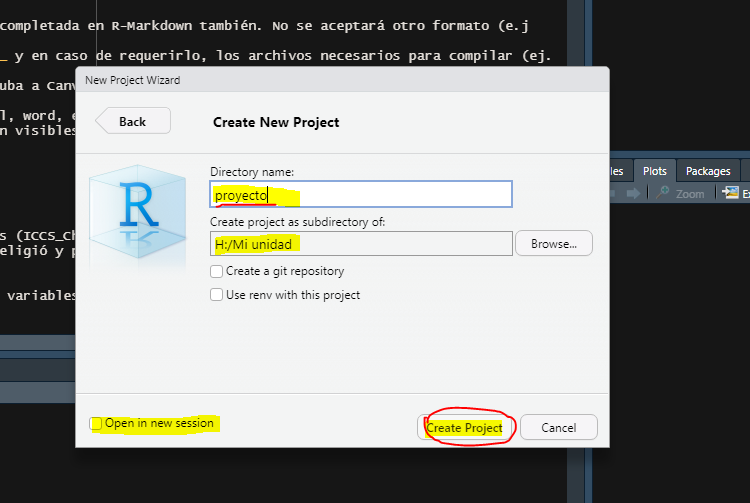 completada en R-Markdown también. No se aceptará otro formato (e.j
_ y en caso de requerirlo, los archivos necesarios para compilar (ej.
uba a Canv
l, word, e
n visibles
New Project Wizard
Back
Create New Project
R
Directory name:
proyecto
Create project as subdirectory of:
H:/Mi unidad
Browse...
Create a git repository
Use renv with this project
Open in new session
Create Project
Cancel
les
Plots
Packages
Zoom
Ex
s (ICCS_Ch
eligió y p
variables